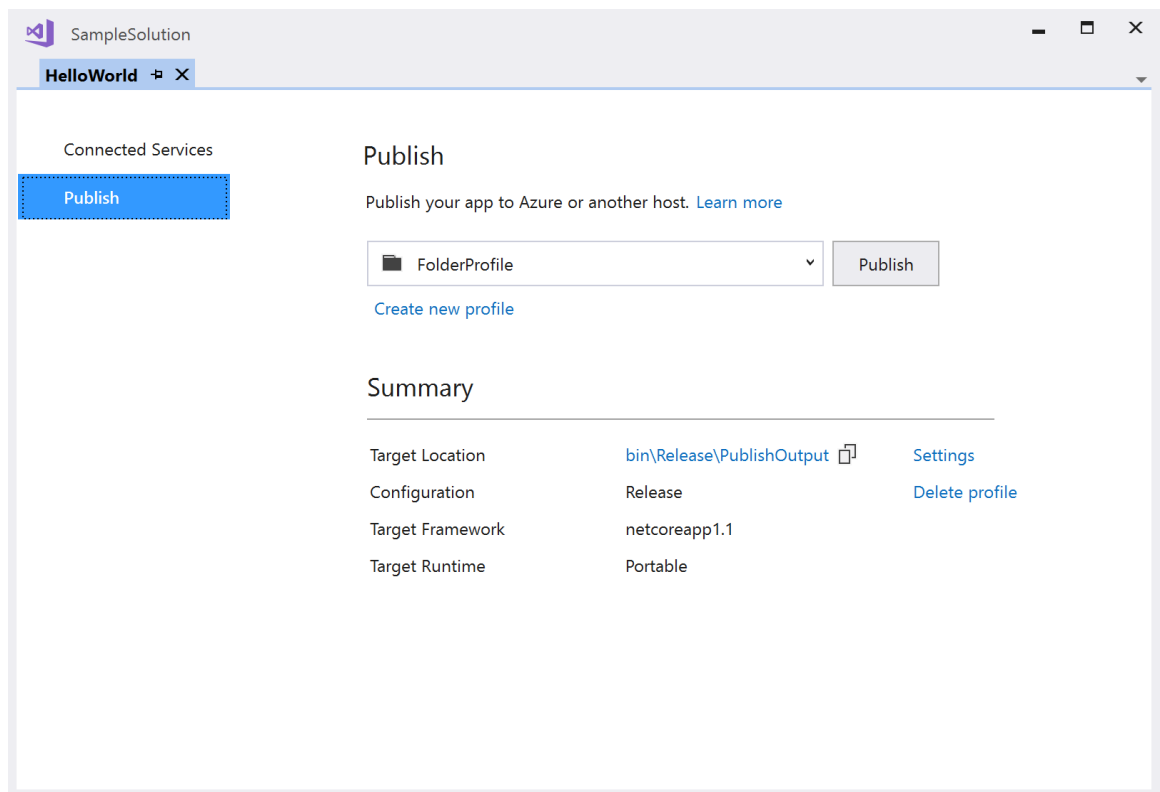 SampleSolution
HelloWorld
Connected Services
Publish
Publish
Publish your app to Azure or another host. Learn more
FolderProfile
Publish
Create new profile
Summary
Target Location bin\Release\PublishOutput Settings
Configuration Release Delete profile
Target Framework netcoreapp1.1
Target Runtime Portable